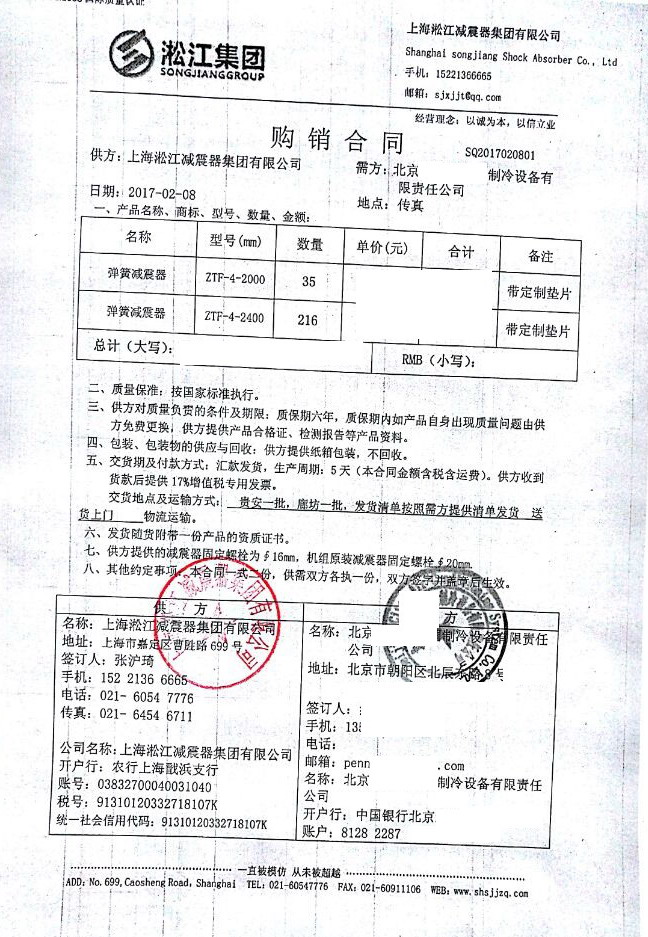 国际质量认证
淞江集团
SONGJIANGGROUP
上海淞江减震器集团有限公司
Shanghai songjiang Shock Absorber Co., Ltd
手机: 15221366665
邮箱: sjxjjt@qq.com
经营理念: 以诚为本, 以信立业
购销合同
SQ2017020801
供方: 上海淞江减震器集团有限公司
需方: 北京 制冷设备有
限责任公司
日期: 2017-02-08
地点: 传真
一、产品名称、商标、型号、数量、金额:
名称 型号(mm) 数量 单价(元) 合计 备注
弹簧减震器 ZTF-4-2000 35 带定制垫片
弹簧减震器 ZTF-4-2400 216 带定制垫片
总计(大写): RMB(小写):
二、质量保准: 按国家标准执行。
三、供方对质量负责的条件及期限: 质保期六年, 质保期内如产品自身出现质量问题由供
方免费更换, 供方提供产品合格证、检测报告等产品资料。
四、包装、包装物的供应与回收: 供方提供纸箱包装, 不回收。
五、交货期及付款方式: 汇款发货, 生产周期: 5天(本合同金额含税含运费)。供方收到
货款后提供17%增值税专用发票。
交货地点及运输方式: 贵安一批, 廊坊一批, 发货清单按照需方提供清单发货 送
货上门 物流运输。
六、发货随货附带一份产品的资质证书。
七、供方提供的减震器固定螺栓为∮16mm, 机组原装减震器固定螺栓∮20mm
八、其他约定事项: 本合同一式二份, 供需双方各执一份, 双方签字并盖章后生效。
供 方
名称: 上海淞江减震器集团有限公司
地址: 上海市嘉定区曹胜路699号
签订人: 张沪琦
手机: 152 2136 6665
电话: 021- 6054 7776
传真: 021- 6454 6711
公司名称: 上海淞江减震器集团有限公司
开户行: 农行上海戬浜支行
账号: 03832700040031040
税号: 91310120332718107K
统一社会信用代码: 91310120332718107K
方
名称: 北京 制冷设备有限责任
公司
地址: 北京市朝阳区北辰东路8号
签订人:
手机: 13
电话:
邮箱: penn .com
名称: 北京 制冷设备有限责任
公司
开户行: 中国银行北京
账户: 8128 2287
一直被模仿 从未被超越
ADD: No.699, Caosheng Road, Shanghai TEL: 021-60547776 FAX: 021-60911106 WEB: www.shsjjzq.com